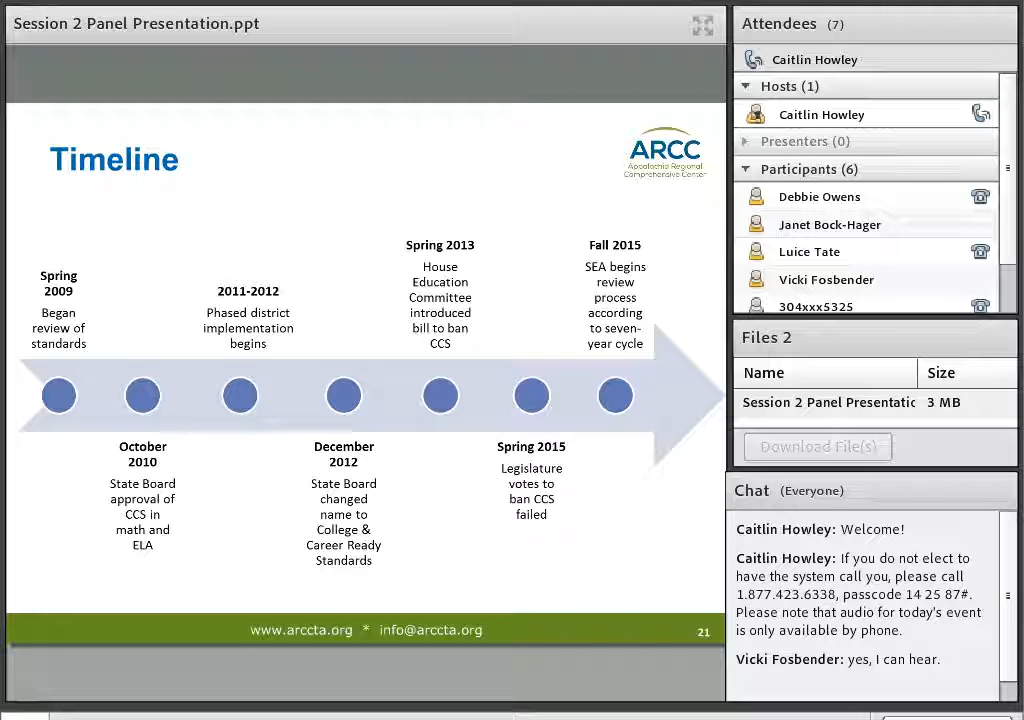 Session 2 Panel Presentation.ppt
Timeline
ARCC
Appalachia Regional
Comprehensive Center
Spring
2009
Began
review of
standards
2011-2012
Phased district
implementation
begins
Spring 2013
House
Education
Committee
introduced
bill to ban
CCS
Fall 2015
SEA begins
review
process
according
to seven-
year cycle
October
2010
State Board
approval of
CCS in
math and
ELA
December
2012
State Board
changed
name to
College &
Career Ready
Standards
Spring 2015
Legislature
votes to
ban CCS
failed
www.arccta.org * info@arccta.org
21
Attendees (7)
Caitlin Howley
Hosts (1)
Caitlin Howley
Presenters (0)
Participants (6)
Debbie Owens
Janet Bock-Hager
Luice Tate
Vicki Fosbender
304xxx5325
Files 2
Name Size
Session 2 Panel Presentatic 3 MB
Download File(s)
Chat (Everyone)
Caitlin Howley: Welcome!
Caitlin Howley: If you do not elect to
have the system call you, please call
1.877.423.6338, passcode 14 25 87#.
Please note that audio for today's event
is only available by phone.
Vicki Fosbender: yes, I can hear.